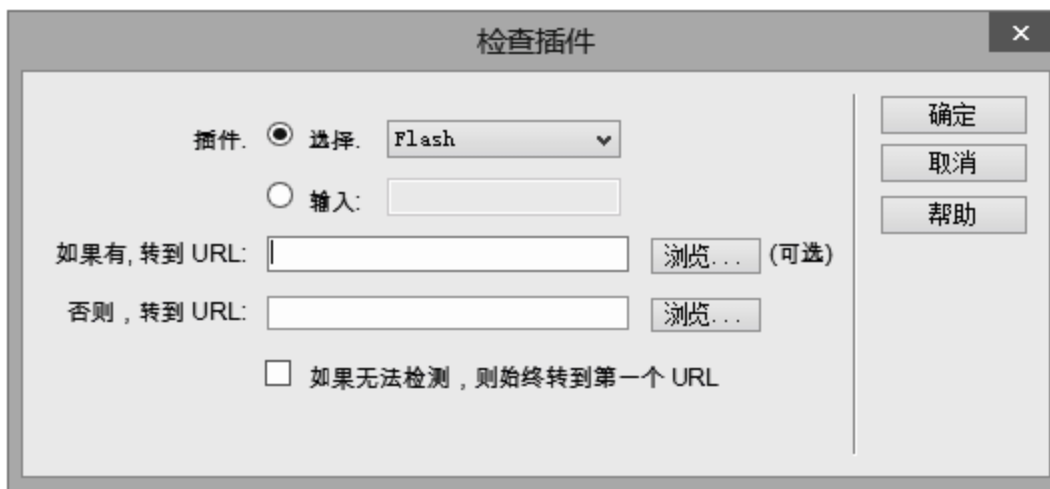 检查插件
插件. 选择. Flash 确定
输入: 取消
帮助
如果有, 转到 URL: 浏览... (可选)
否则，转到 URL: 浏览...
如果无法检测，则始终转到第一个 URL